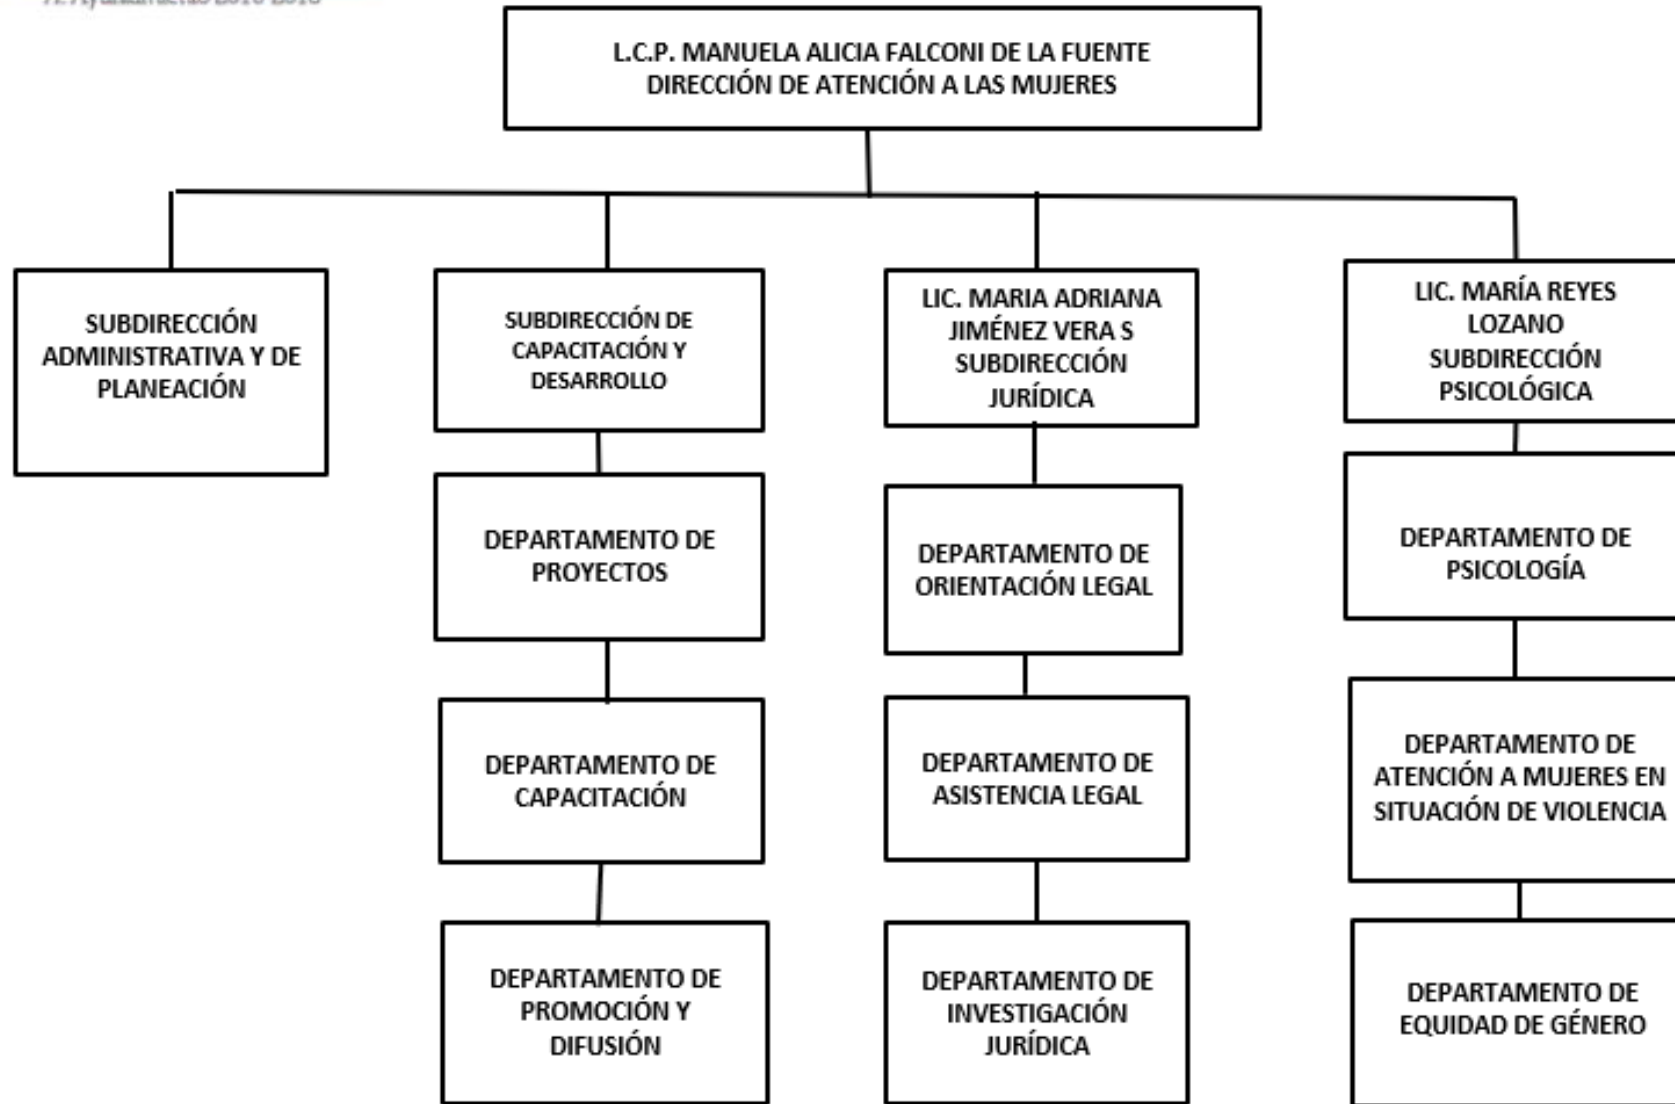 L.C.P. MANUELA ALICIA FALCONI DE LA FUENTE
DIRECCIÓN DE ATENCIÓN A LAS MUJERES
SUBDIRECCIÓN
ADMINISTRATIVA Y DE
PLANEACIÓN
SUBDIRECCIÓN DE
CAPACITACIÓN Y
DESARROLLO
DEPARTAMENTO DE
PROYECTOS
DEPARTAMENTO DE
CAPACITACIÓN
DEPARTAMENTO DE
PROMOCIÓN Y
DIFUSIÓN
LIC. MARIA ADRIANA
JIMÉNEZ VERA S
SUBDIRECCIÓN
JURÍDICA
DEPARTAMENTO DE
ORIENTACIÓN LEGAL
DEPARTAMENTO DE
ASISTENCIA LEGAL
DEPARTAMENTO DE
INVESTIGACIÓN
JURÍDICA
LIC. MARÍA REYES
LOZANO
SUBDIRECCIÓN
PSICOLÓGICA
DEPARTAMENTO DE
PSICOLOGÍA
DEPARTAMENTO DE
ATENCIÓN A MUJERES EN
SITUACIÓN DE VIOLENCIA
DEPARTAMENTO DE
EQUIDAD DE GÉNERO